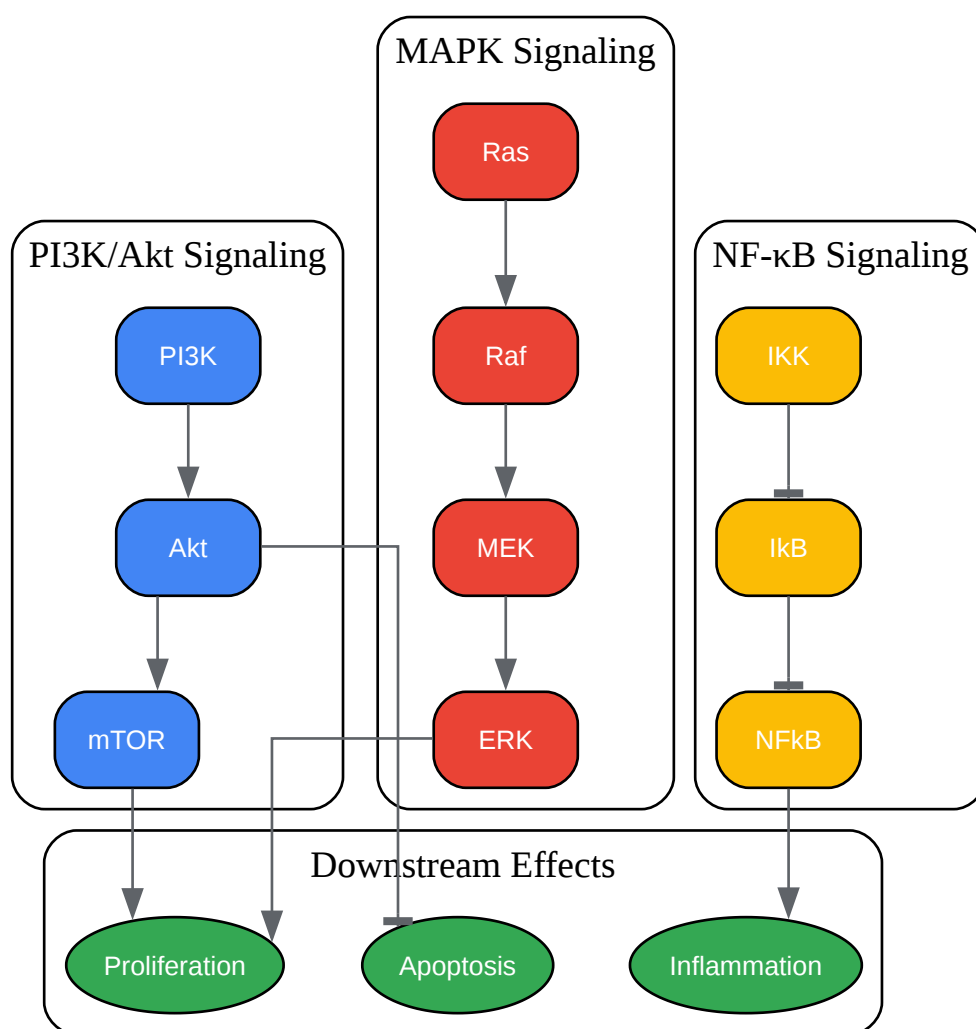 MAPK Signaling
Ras
PI3K/Akt Signaling
NF-κB Signaling
PI3K
Raf
IKK
Akt
MEK
IkB
mTOR
ERK
NFkB
Downstream Effects
Proliferation
Apoptosis
Inflammation